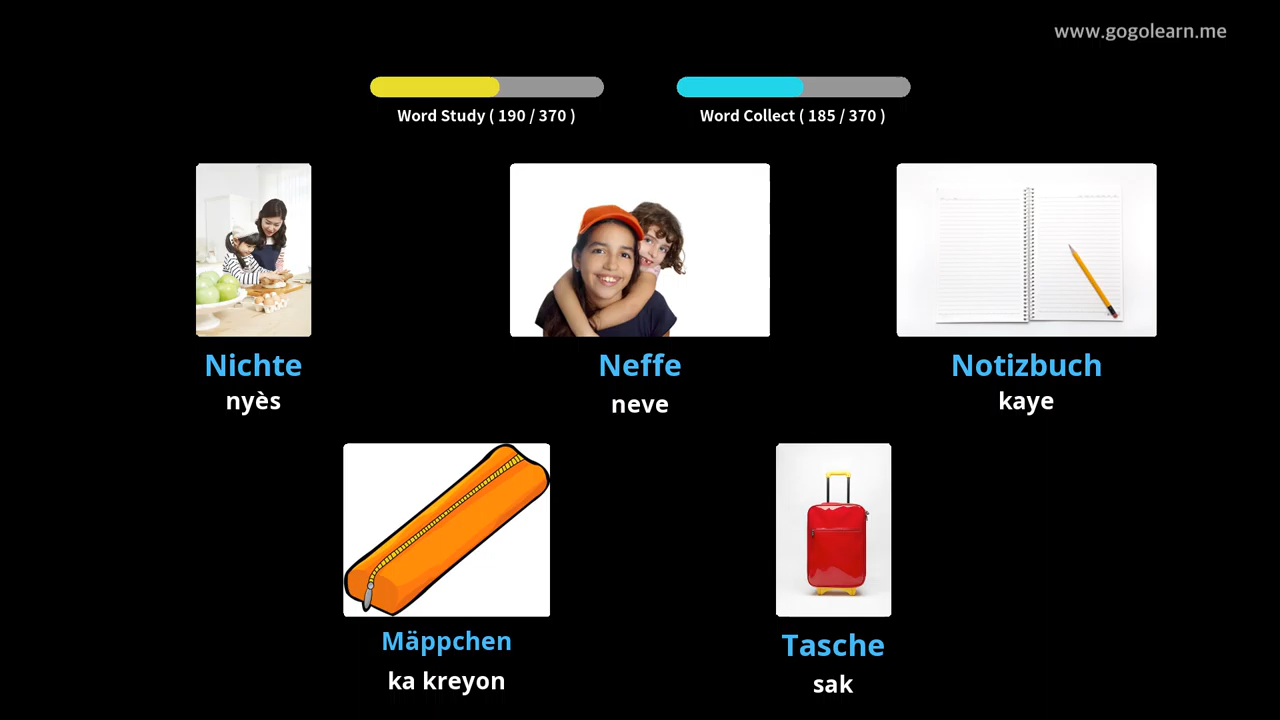 www.gogolearn.me
Word Study ( 190 / 370 )
Word Collect ( 185 / 370 )
Nichte
nyès
Neffe
neve
Notizbuch
kaye
Mäppchen
ka kreyon
Tasche
sak